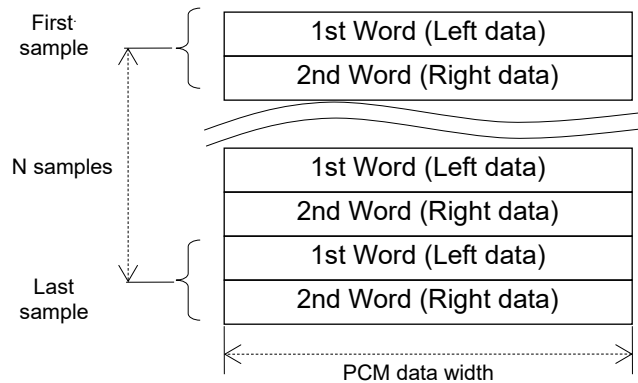 First
sample
1st Word (Left data)
2nd Word (Right data)
N samples
1st Word (Left data)
2nd Word (Right data)
1st Word (Left data)
2nd Word (Right data)
Last
sample
PCM data width